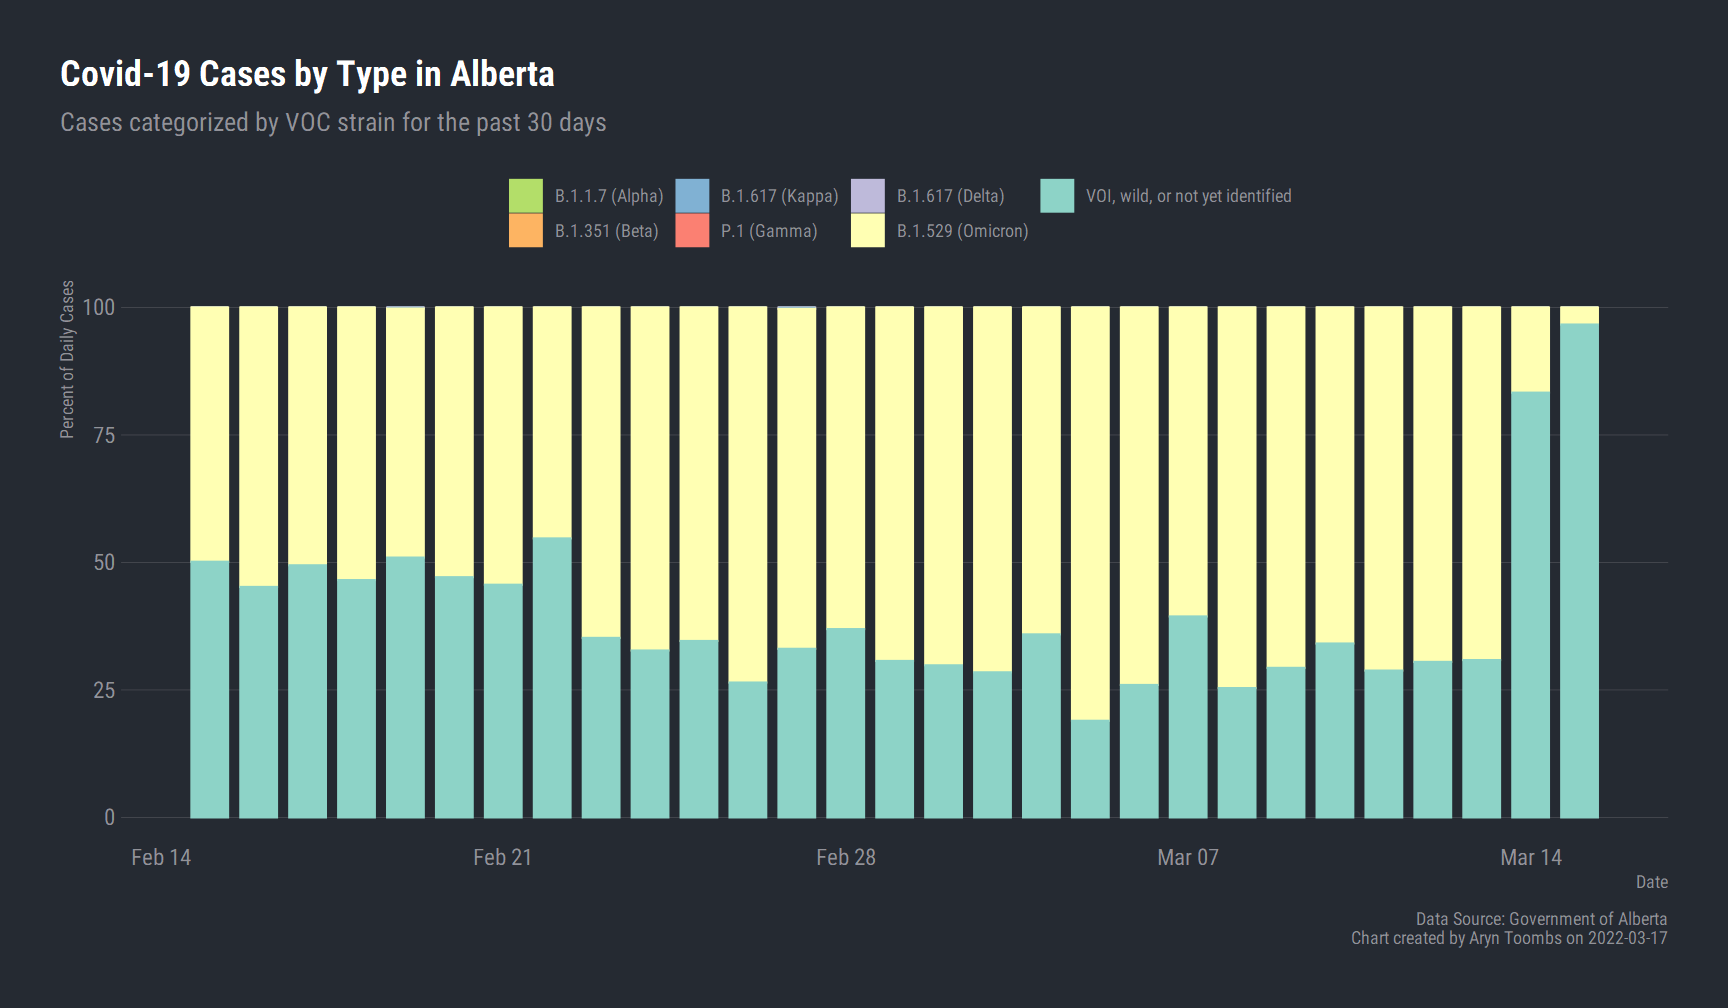 Covid-19 Cases by Type in Alberta
Cases categorized by VOC strain for the past 30 days
B.1.1.7 (Alpha) B.1.617 (Kappa) B.1.617 (Delta) VOI, wild, or not yet identified
B.1.351 (Beta) P.1 (Gamma) B.1.529 (Omicron)
Percent of Daily Cases
100
75
50
25
0
Feb 14 Feb 21 Feb 28 Mar 07 Mar 14
Date
Data Source: Government of Alberta
Chart created by Aryn Toombs on 2022-03-17